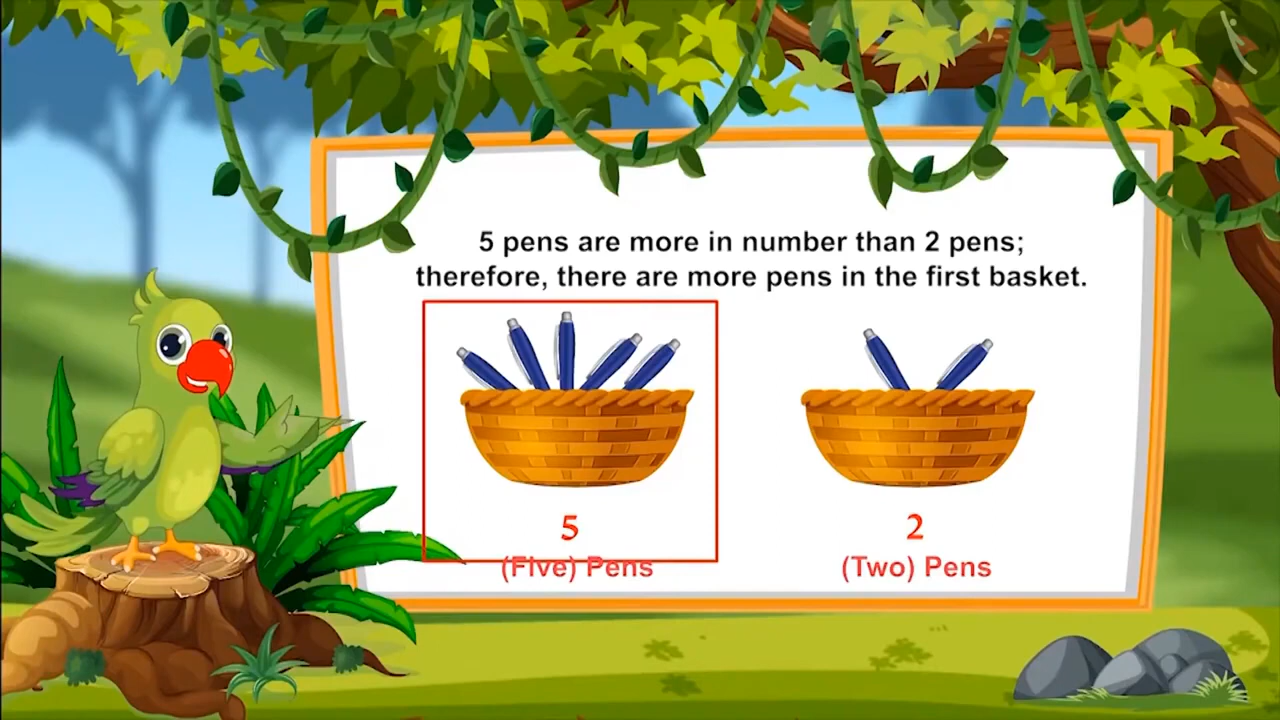 5 pens are more in number than 2 pens;
therefore, there are more pens in the first basket.
5
(Five) Pens
2
(Two) Pens